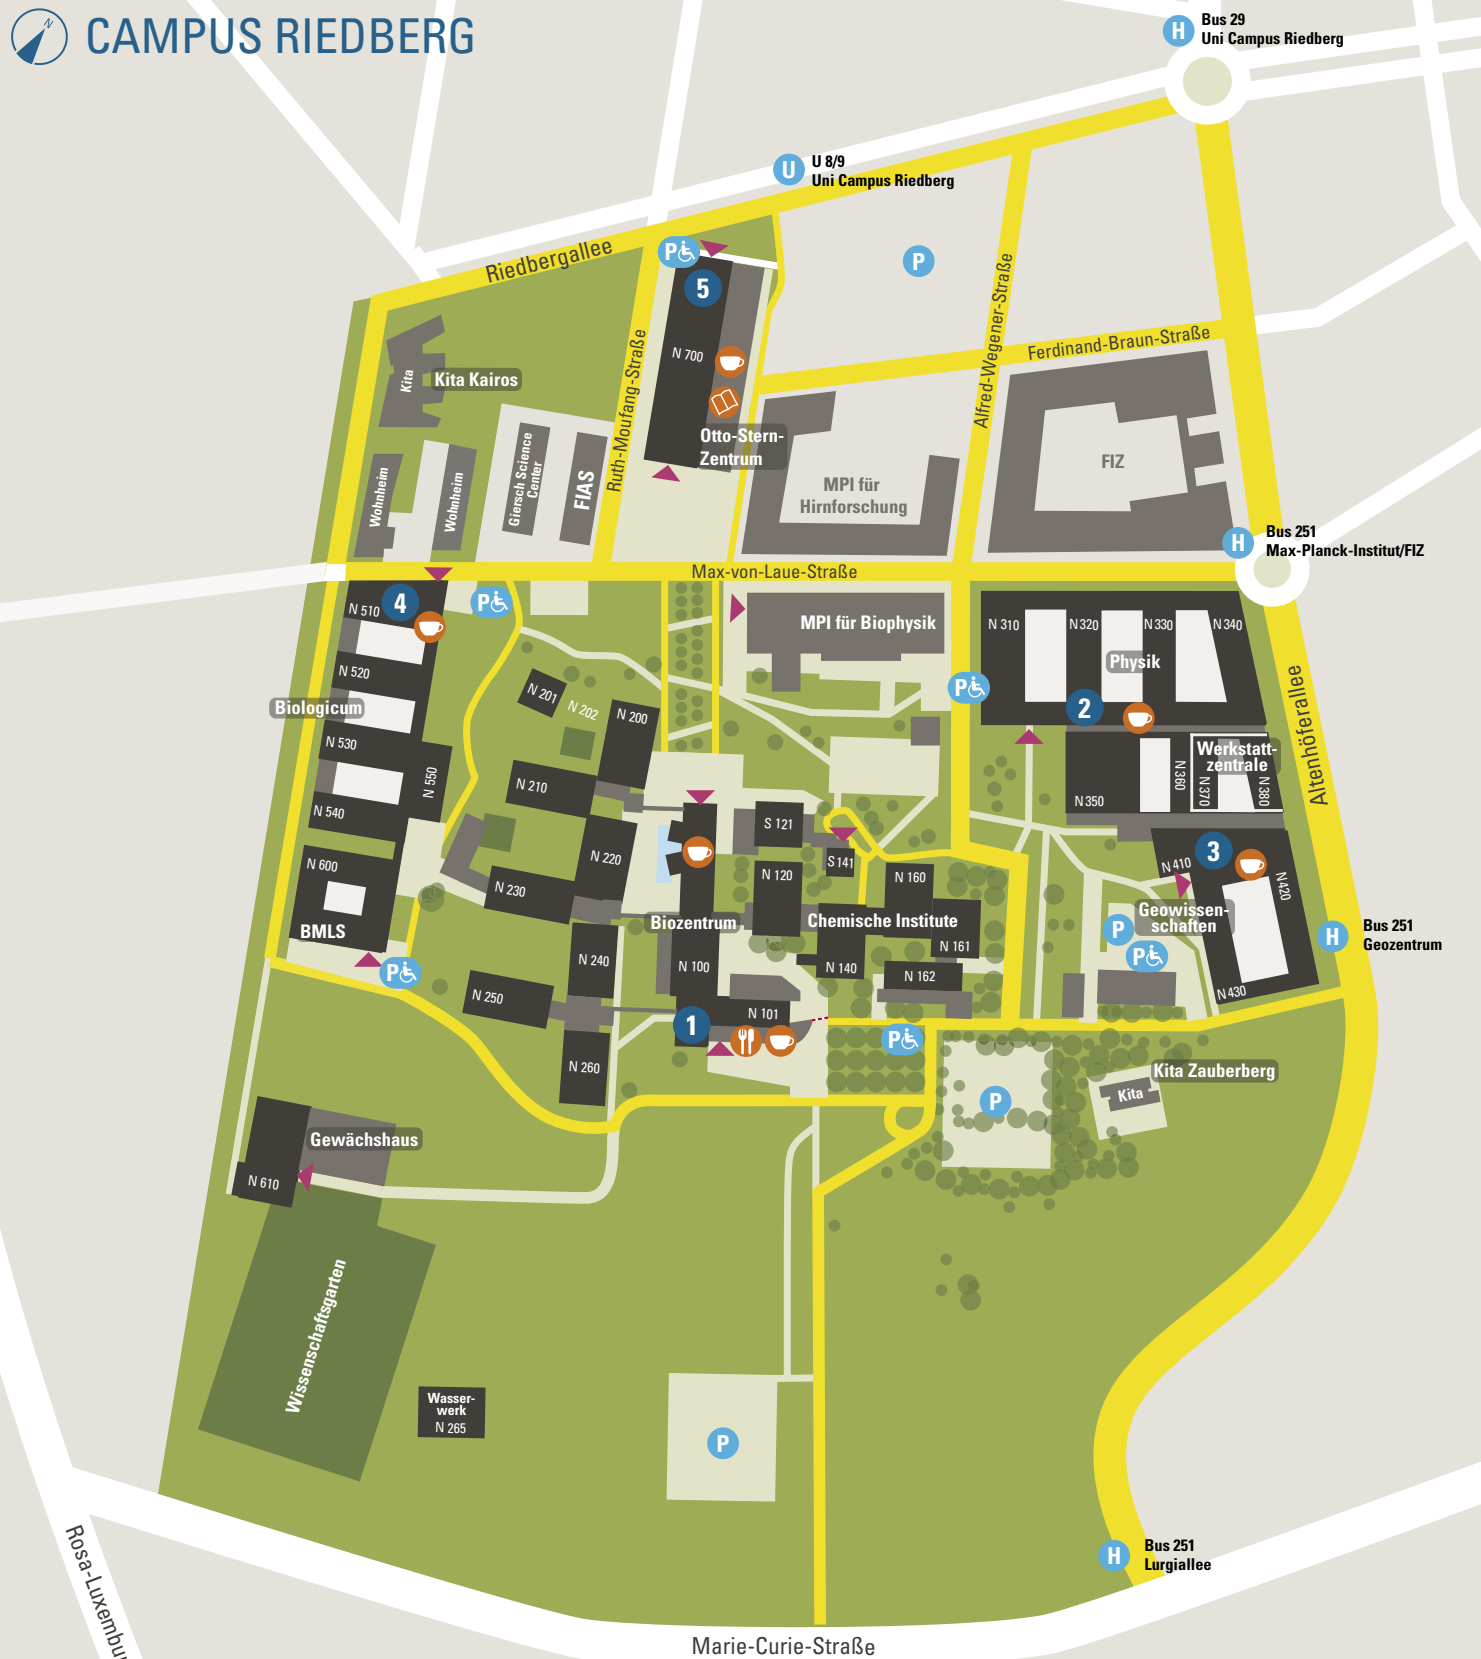 N
CAMPUS RIEDBERG
Bus 29
Uni Campus Riedberg
H
U
U 8/9
Uni Campus Riedberg
Riedbergallee
P
5
P
N 700
Ruth-Moufang-Straße
Alfred-Wegener-Straße
Ferdinand-Braun-Straße
Kita
Kita Kairos
Otto-Stern-
Zentrum
Wohnheim
Wohnheim
Giersch Science
Center
FIAS
MPI für
Hirnforschung
FIZ
H
Bus 251
Max-Planck-Institut/FIZ
Max-von-Laue-Straße
N 510
4
P
MPI für Biophysik
N 310
N 320
N 330
N 340
Physik
N 520
Biologicum
N 530
N 540
N 550
N 201
N 202
N 200
P
2
Altenhöferallee
N 210
N 350
N 360
Werkstatt-
zentrale
N 370
N 380
N 600
BMLS
N 220
N 230
S 121
S 141
N 120
N 160
N 410
3
N 420
Biozentrum
Chemische Institute
Geowissen-
schaften
P
P
H
Bus 251
Geozentrum
P
N 240
N 100
N 140
N 161
N 162
N 430
N 250
1
N 101
P
N 260
Kita Zauberberg
Kita
P
Gewächshaus
N 610
Wissenschaftsgarten
Wasser-
werk
N 265
P
H
Bus 251
Lurgiallee
Marie-Curie-Straße
Rosa-Luxembu